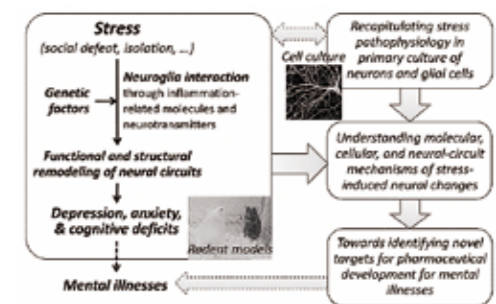 Stress
(social defeat, isolation, ...)
Genetic
factors
Neuroglia interaction
through inflammation-
related molecules and
neurotransmitters
Functional and structural
remodeling of neural circuits
Depression, anxiety,
& cognitive deficits
Rodent models
Mental illnesses
Cell culture
Recapitulating stress
pathophysiology in
primary culture of
neurons and glial cells
Understanding molecular,
cellular, and neural-circuit
mechanisms of stress-
induced neural changes
Towards identifying novel
targets for pharmaceutical
development for mental
illnesses